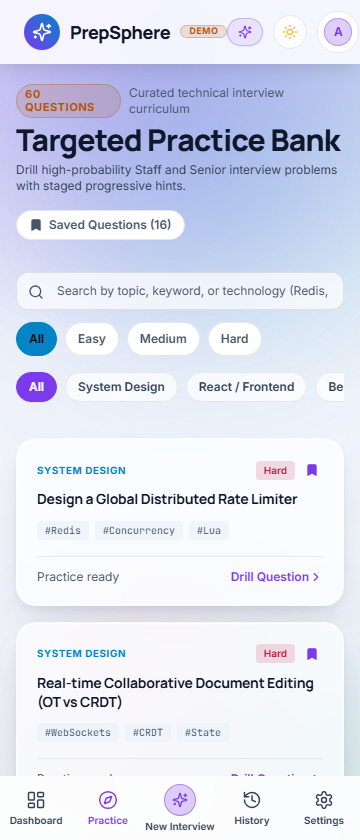 PrepSphere DEMO A
60 QUESTIONS
Curated technical interview curriculum
Targeted Practice Bank
Drill high-probability Staff and Senior interview problems
with staged progressive hints.
Saved Questions (16)
Search by topic, keyword, or technology (Redis,
All Easy Medium Hard
All System Design React / Frontend Be
SYSTEM DESIGN Hard
Design a Global Distributed Rate Limiter
#Redis #Concurrency #Lua
Practice ready Drill Question
SYSTEM DESIGN Hard
Real-time Collaborative Document Editing
(OT vs CRDT)
#WebSockets #CRDT #State
Dashboard Practice New Interview History Settings